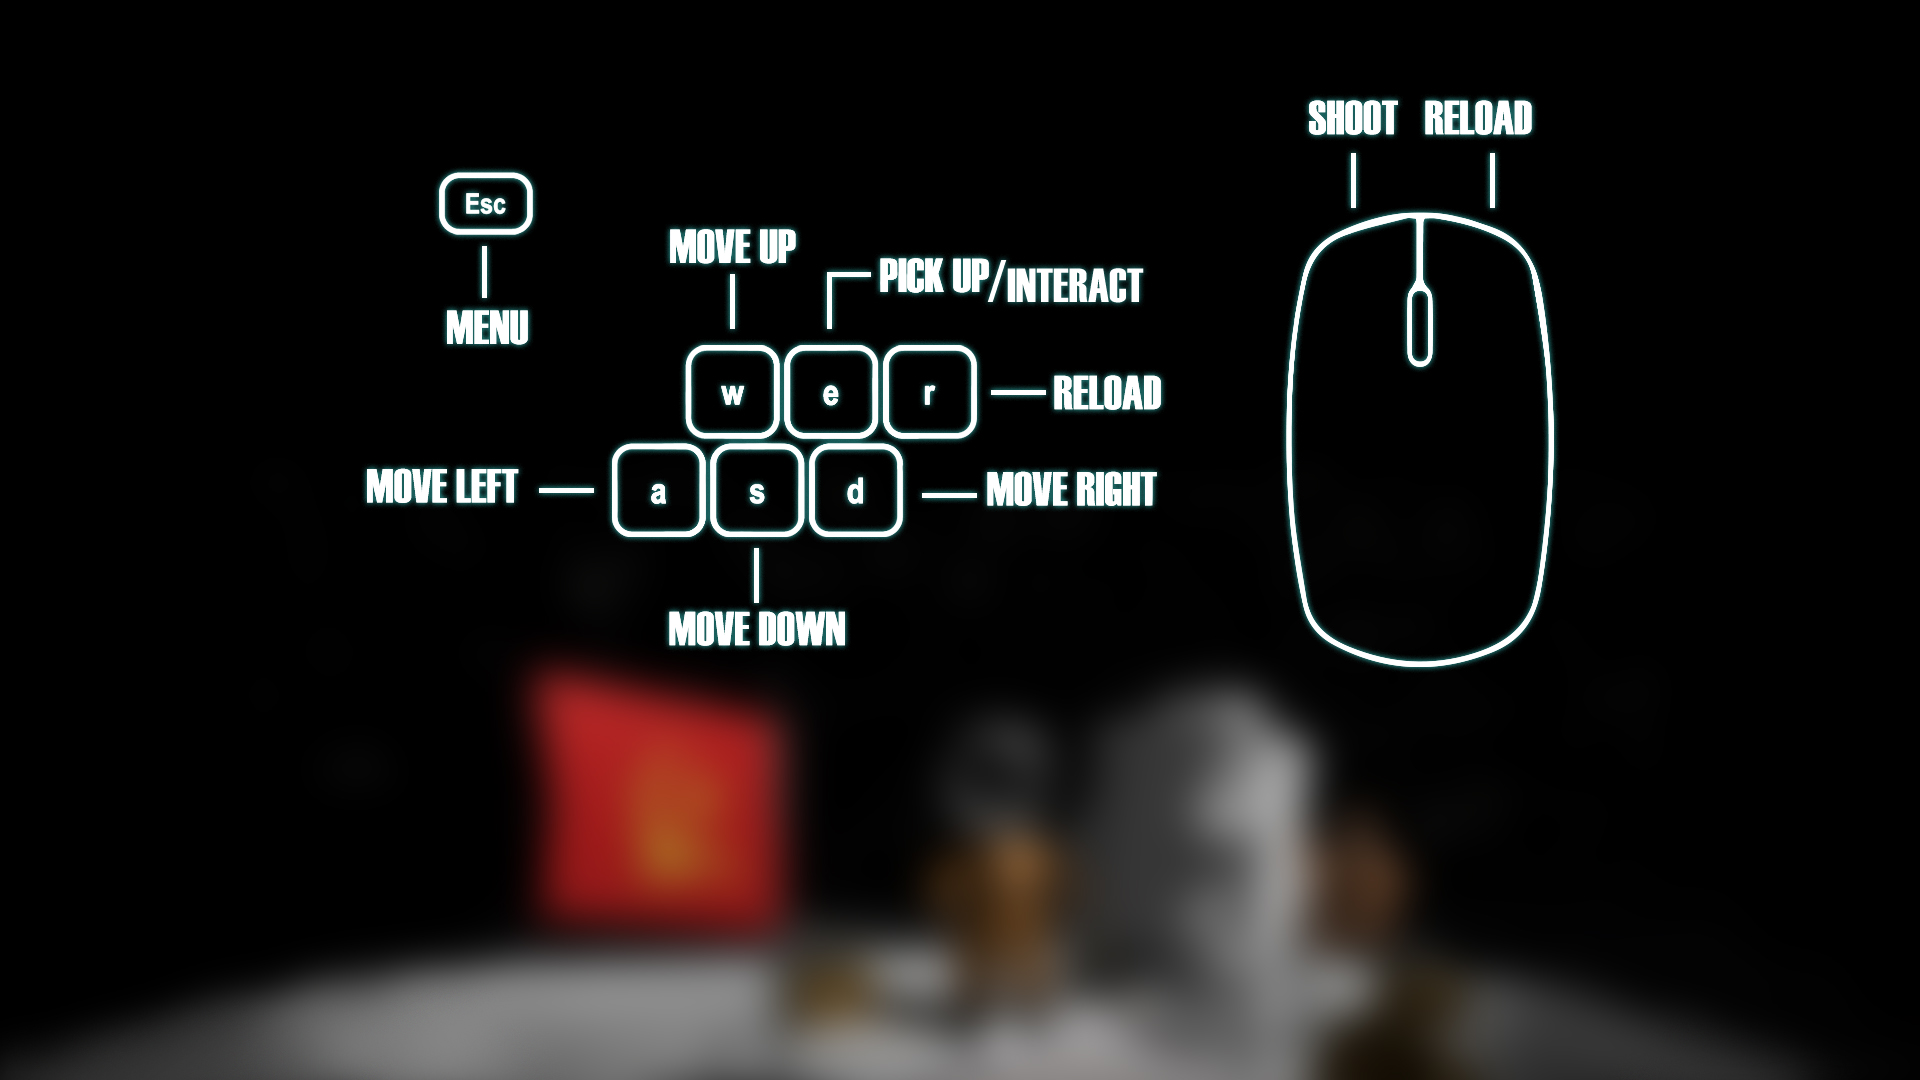 SHOOT RELOAD
Esc
MENU
MOVE UP
PICK UP/INTERACT
w e r
RELOAD
MOVE LEFT
a s d
MOVE RIGHT
MOVE DOWN